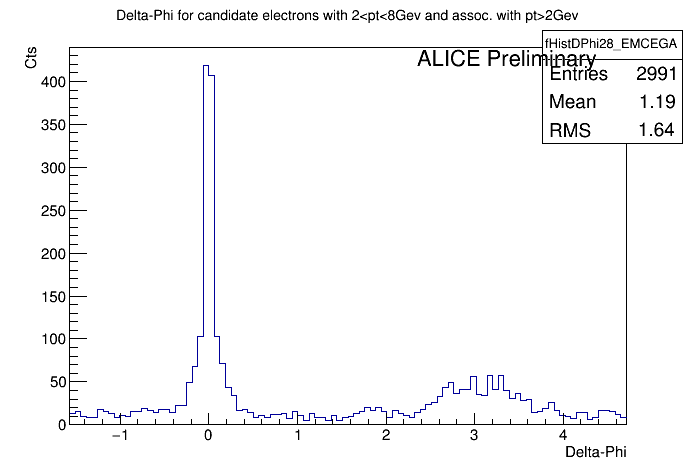 Delta-Phi for candidate electrons with 2<pt<8Gev and assoc. with pt>2Gev
Cts
ALICE Preliminary
fHistDPhi28_EMCEGA
Entries 2991
Mean 1.19
RMS 1.64
400
350
300
250
200
150
100
50
0
−1 0 1 2 3 4
Delta-Phi